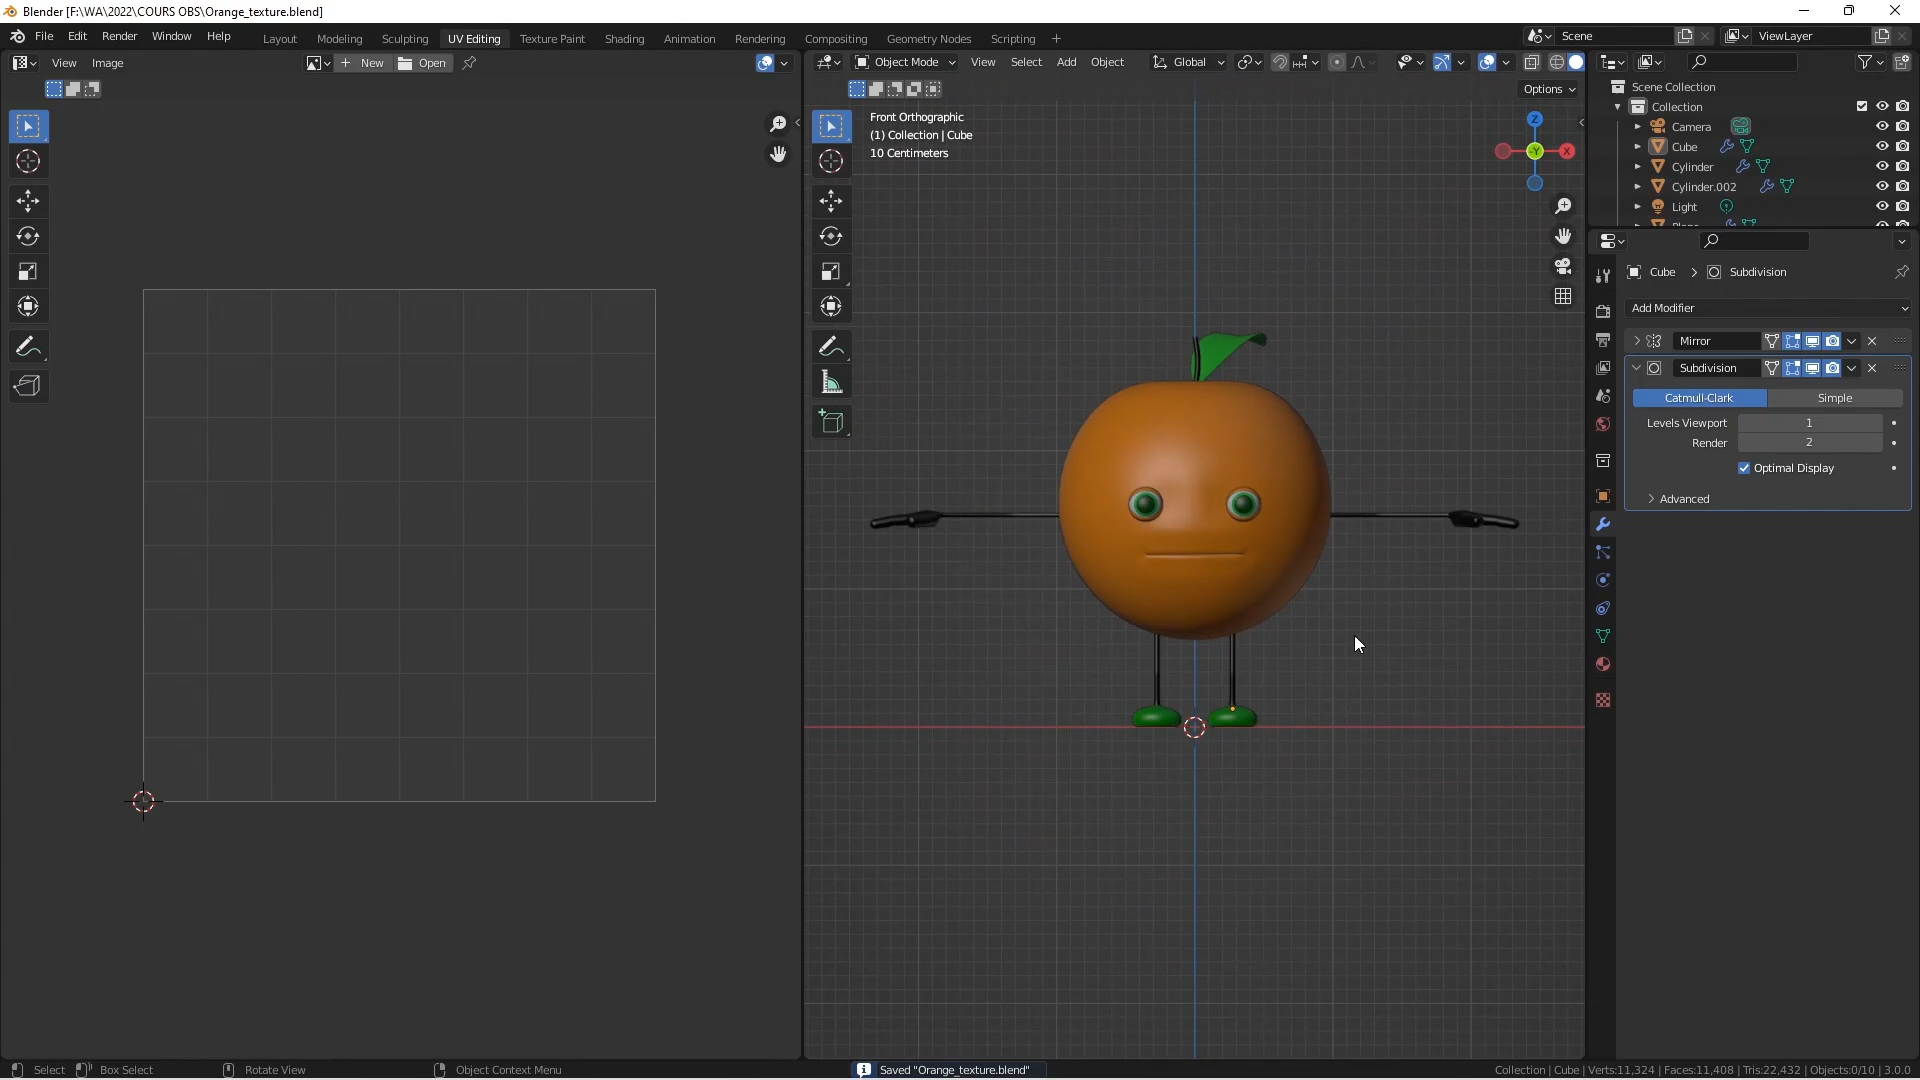 Blender [F:\WA\2022\COURS OBS\Orange_texture.blend]
File Edit Render Window Help
Layout Modeling Sculpting UV Editing Texture Paint Shading Animation Rendering Compositing Geometry Nodes Scripting +
Scene
ViewLayer
View Image
+ New
Open
Object Mode
View Select Add Object
Global
Options
Front Orthographic
(1) Collection | Cube
10 Centimeters
Z
-Y
X
Scene Collection
Collection
Camera
Cube
Cylinder
Cylinder.002
Light
Cube > Subdivision
Add Modifier
Mirror
Subdivision
Catmull-Clark Simple
Levels Viewport 1
Render 2
Optimal Display
Advanced
Select
Box Select
Rotate View
Object Context Menu
Saved "Orange_texture.blend"
Collection | Cube | Verts:11,324 | Faces:11,408 | Tris:22,432 | Objects:0/10 | 3.0.0